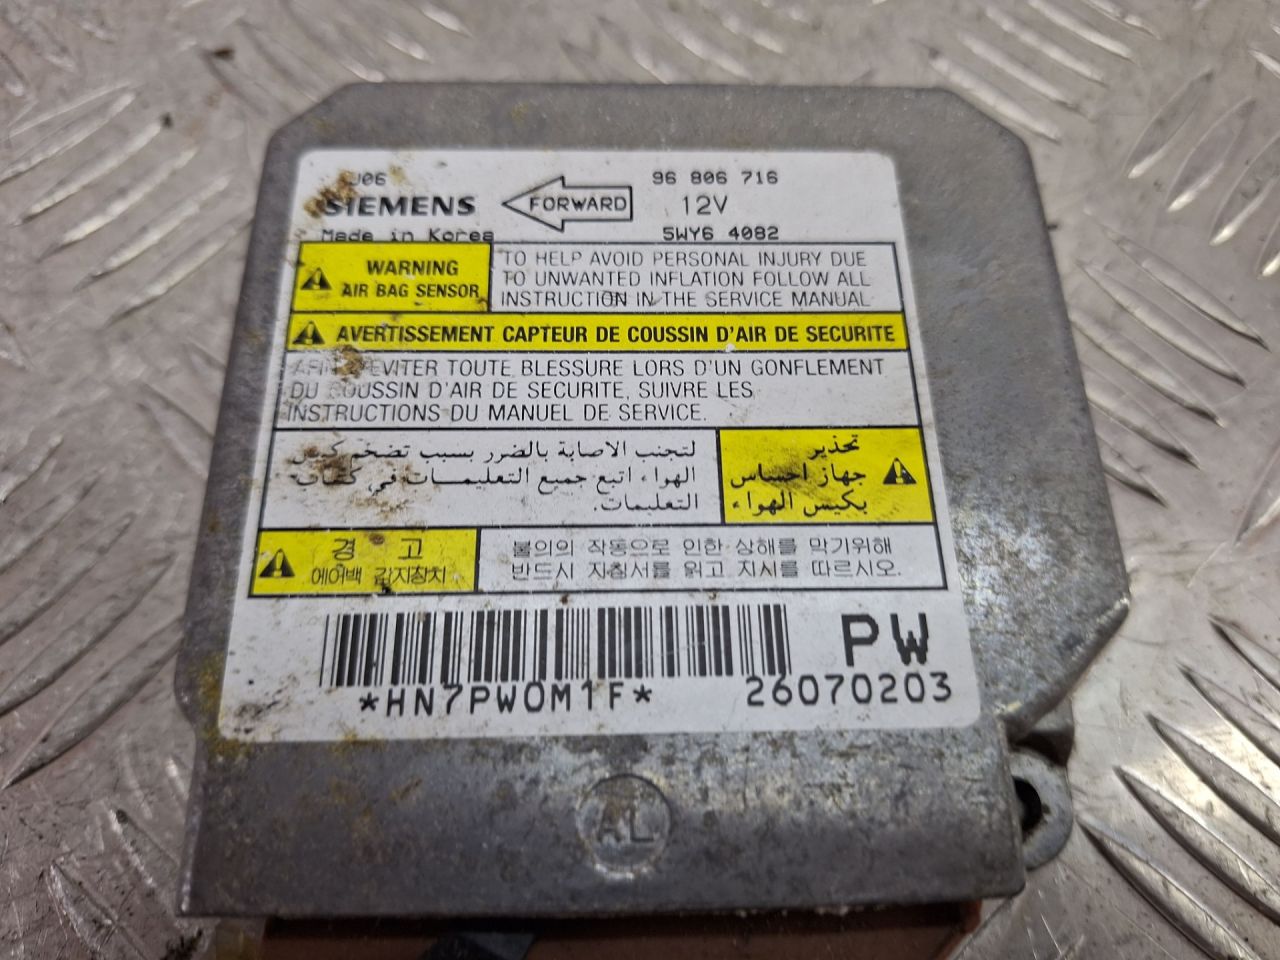 J06
96 806 716
SIEMENS
FORWARD
12V
Made in Korea
5WY6 4082
WARNING
AIR BAG SENSOR
TO HELP AVOID PERSONAL INJURY DUE
TO UNWANTED INFLATION FOLLOW ALL
INSTRUCTION IN THE SERVICE MANUAL
AVERTISSEMENT CAPTEUR DE COUSSIN D'AIR DE SECURITE
EVITER TOUTE BLESSURE LORS D'UN GONFLEMENT
DU COUSSIN D'AIR DE SECURITE, SUIVRE LES
INSTRUCTIONS DU MANUEL DE SERVICE.
تحذير
جهاز احساس
بكيس الهواء
لتجنب الاصابة بالضرر بسبب تضخم كيس
الهواء اتبع جميع التعليمات في كتاب
التعليمات.
경 고
에어백 감지장치
불의의 작동으로 인한 상해를 막기위해
반드시 지침서를 읽고 지시를 따르시오.
PW
*HN7PW0M1F*
26070203
AL